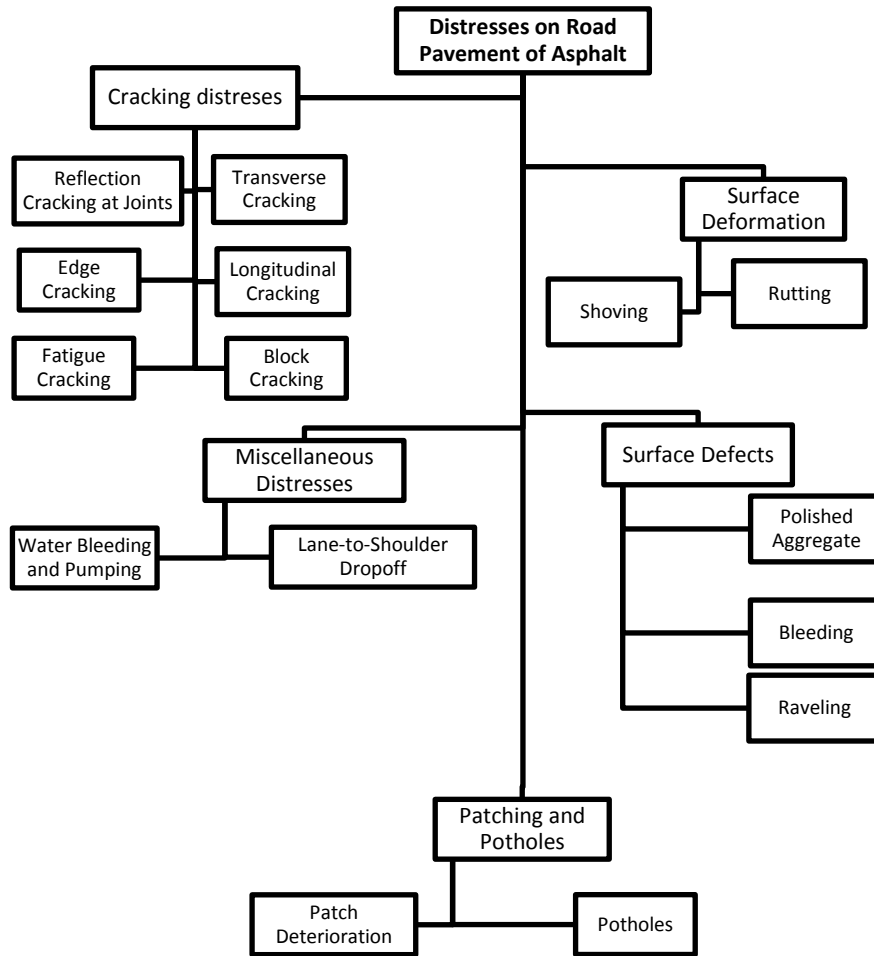 Distresses on Road
Pavement of Asphalt
Cracking distreses
Reflection
Cracking at Joints
Transverse
Cracking
Edge
Cracking
Longitudinal
Cracking
Fatigue
Cracking
Block
Cracking
Surface
Deformation
Shoving
Rutting
Miscellaneous
Distresses
Water Bleeding
and Pumping
Lane-to-Shoulder
Dropoff
Surface Defects
Polished
Aggregate
Bleeding
Raveling
Patching and
Potholes
Patch
Deterioration
Potholes